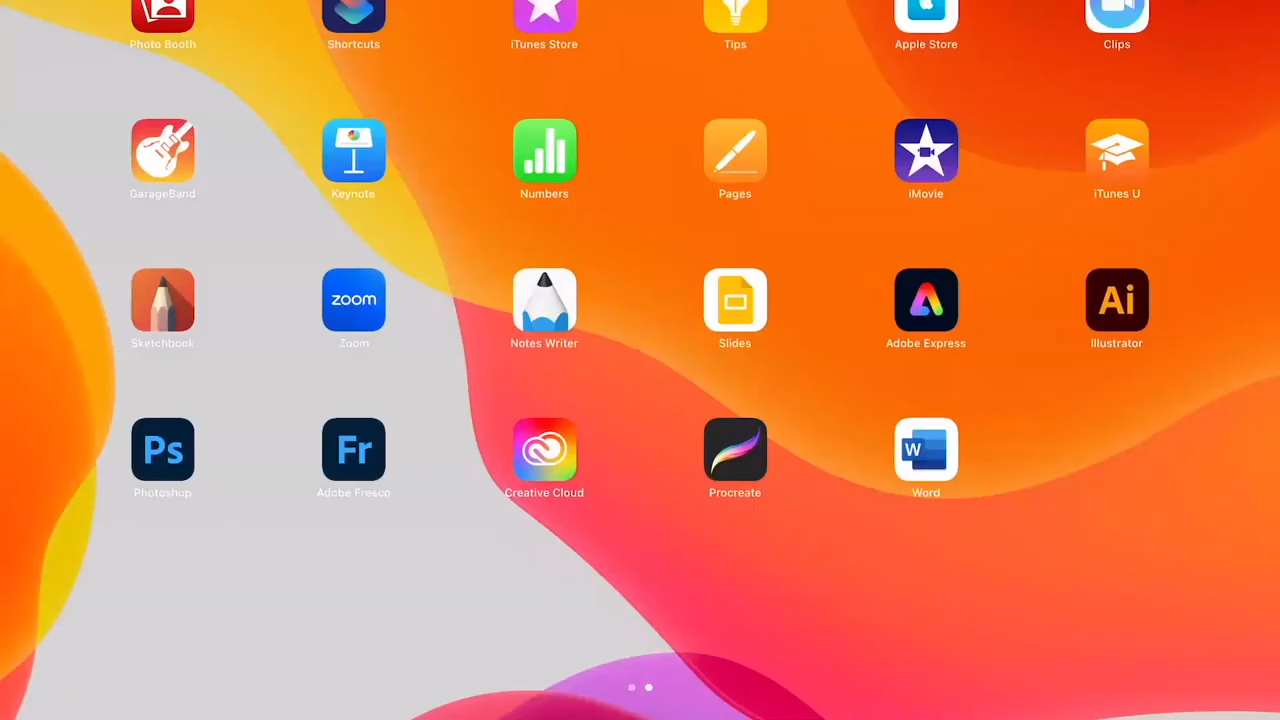 Photo Booth
Shortcuts
iTunes Store
Tips
Apple Store
Clips
GarageBand
Keynote
Numbers
Pages
iMovie
iTunes U
zoom
Ai
Sketchbook
Zoom
Notes Writer
Slides
Adobe Express
Illustrator
Ps
Fr
W
Photoshop
Adobe Fresco
Creative Cloud
Procreate
Word